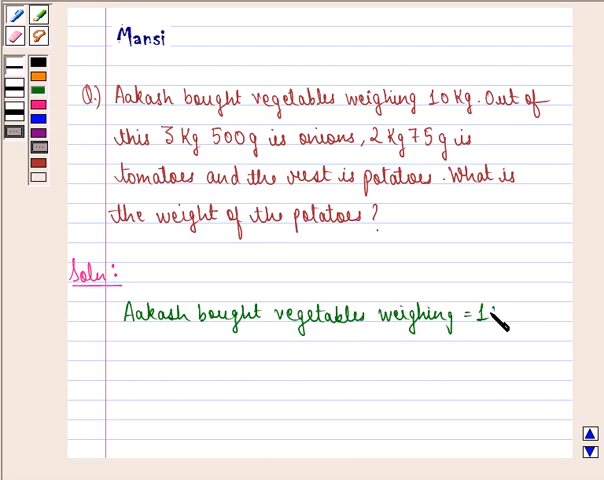 Mansi
Q.) Aakash bought vegetables weighing 10 Kg. Out of
this 3 Kg 500 g is onions, 2 Kg 75 g is
tomatoes and the rest is potatoes. What is
the weight of the potatoes?
Soln:
Aakash bought vegetables weighing = 1